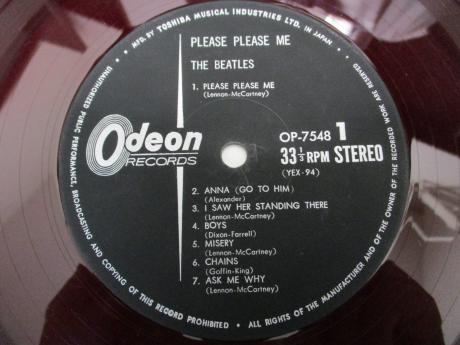 MFD. BY TOSHIBA MUSICAL INDUSTRIES LTD. IN JAPAN •
ALL RIGHTS OF THE MANUFACTURER AND OF THE OWNER OF THE RECORDED WORK ARE RESERVED
UNAUTHORIZED PUBLIC PERFORMANCE, BROADCASTING AND COPYING OF THIS RECORD PROHIBITED •
PLEASE PLEASE ME
THE BEATLES
1. PLEASE PLEASE ME
(Lennon-McCartney)
Odeon
RECORDS
OP-7548 1
33 1/3 RPM STEREO
(YEX-94)
2. ANNA (GO TO HIM)
(Alexander)
3. I SAW HER STANDING THERE
(Lennon-McCartney)
4. BOYS
(Dixon-Farrell)
5. MISERY
(Lennon-McCartney)
6. CHAINS
(Goffin-King)
7. ASK ME WHY
(Lennon-McCartney)